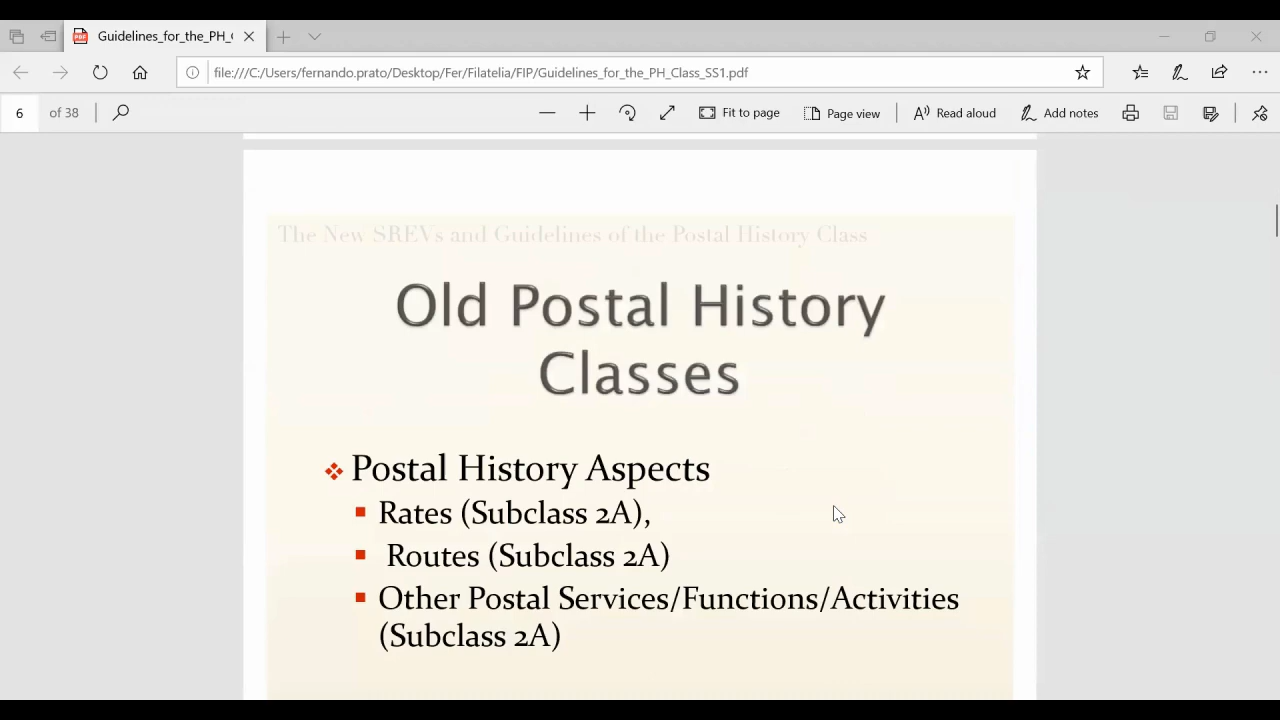 Guidelines_for_the_PH_(
file:///C:/Users/fernando.prato/Desktop/Fer/Filatelia/FIP/Guidelines_for_the_PH_Class_SS1.pdf
6 of 38 Fit to page Page view Read aloud Add notes
The New SREVs and Guidelines of the Postal History Class
Old Postal History
Classes
Postal History Aspects
Rates (Subclass 2A),
Routes (Subclass 2A)
Other Postal Services/Functions/Activities
(Subclass 2A)